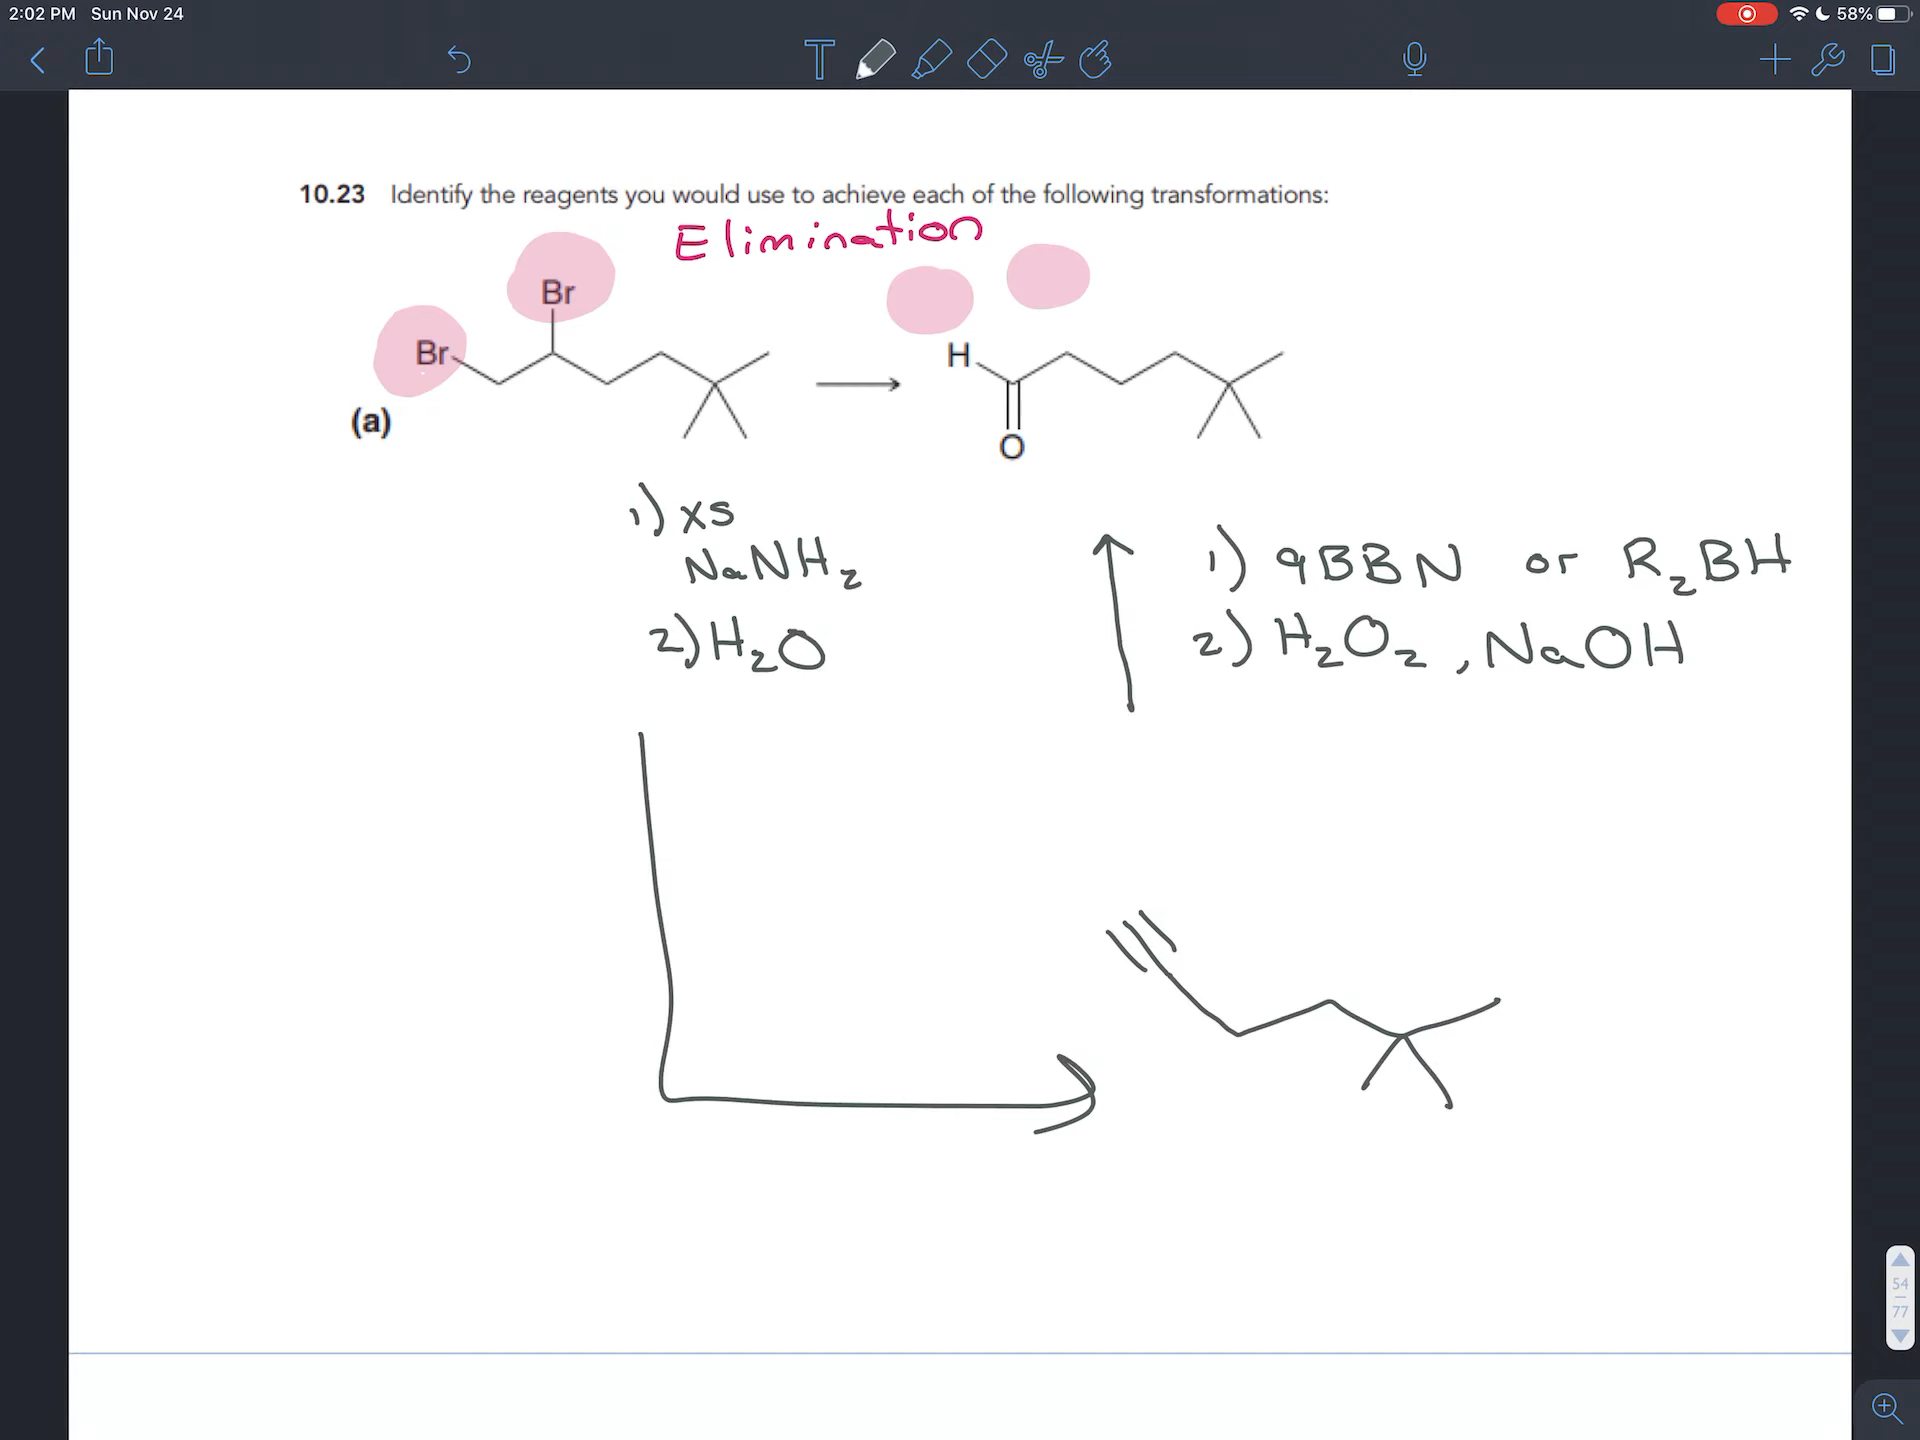 2:02 PM Sun Nov 24
58%
10.23 Identify the reagents you would use to achieve each of the following transformations:
Elimination
Br
Br
H
O
(a)
1) xs
NaNH₂
2) H₂O
1) 9BBN or R₂BH
2) H₂O₂, NaOH
54
77